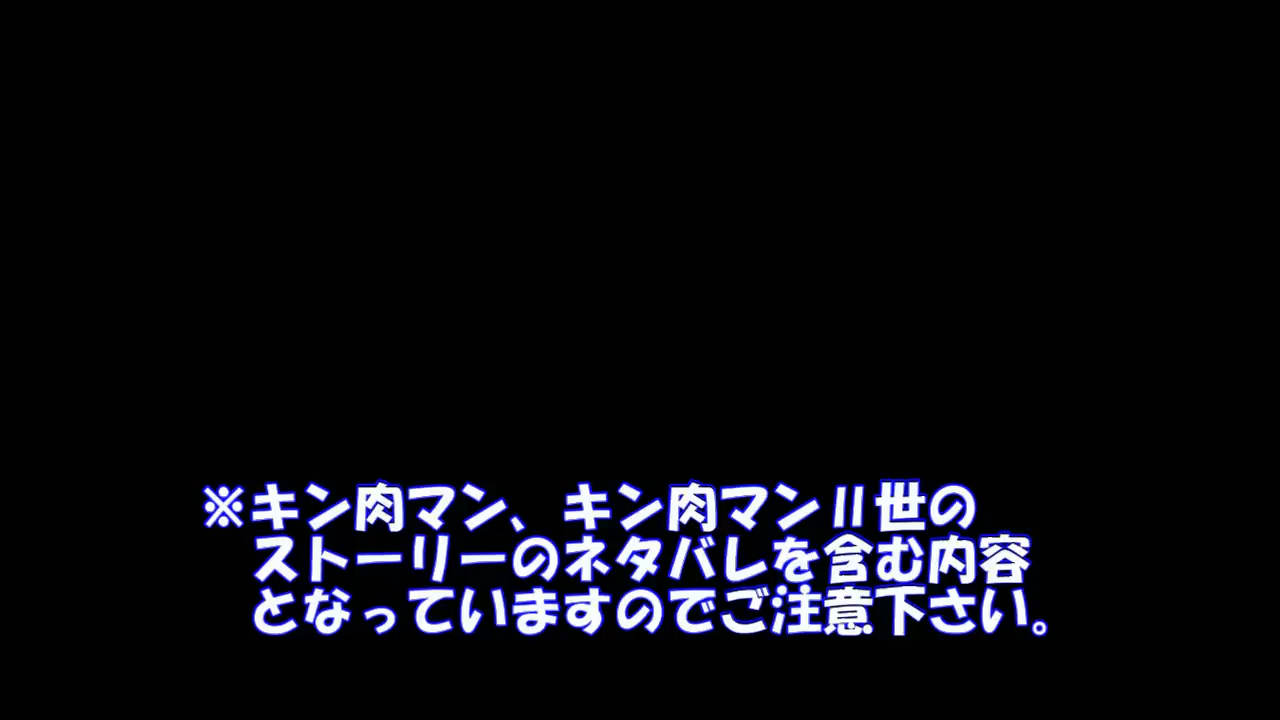 ※キン肉マン、キン肉マンⅡ世の
ストーリーのネタバレを含む内容
となっていますのでご注意下さい。